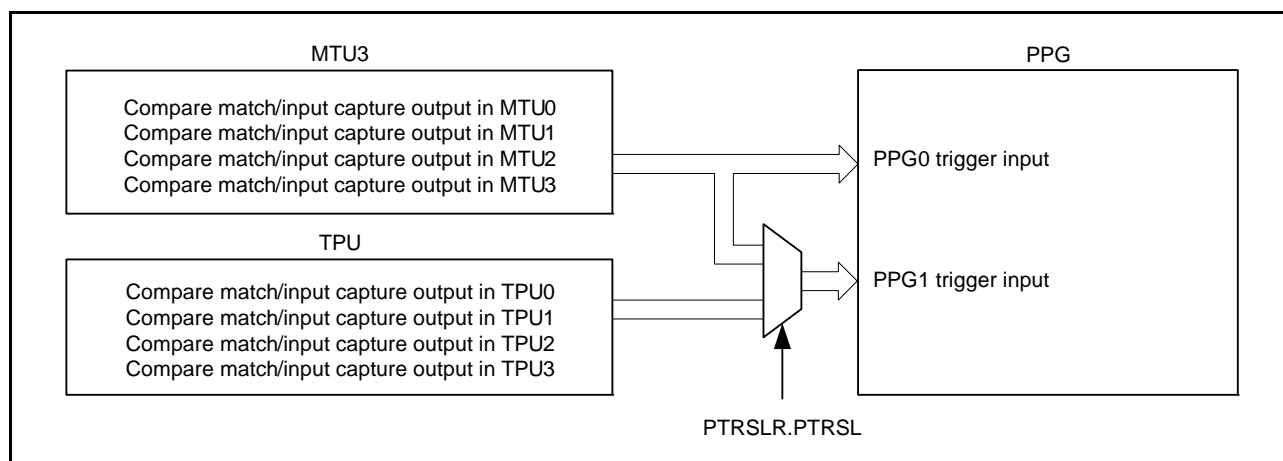 MTU3
Compare match/input capture output in MTU0
Compare match/input capture output in MTU1
Compare match/input capture output in MTU2
Compare match/input capture output in MTU3
TPU
Compare match/input capture output in TPU0
Compare match/input capture output in TPU1
Compare match/input capture output in TPU2
Compare match/input capture output in TPU3
PTRSLR.PTRSL
PPG
PPG0 trigger input
PPG1 trigger input